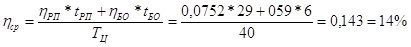 η_ср = (η_РП * t_РП + η_БО * t_БО) / Т_Ц = (0,0752 * 29 + 059 * 6) / 40 = 0,143 = 14%